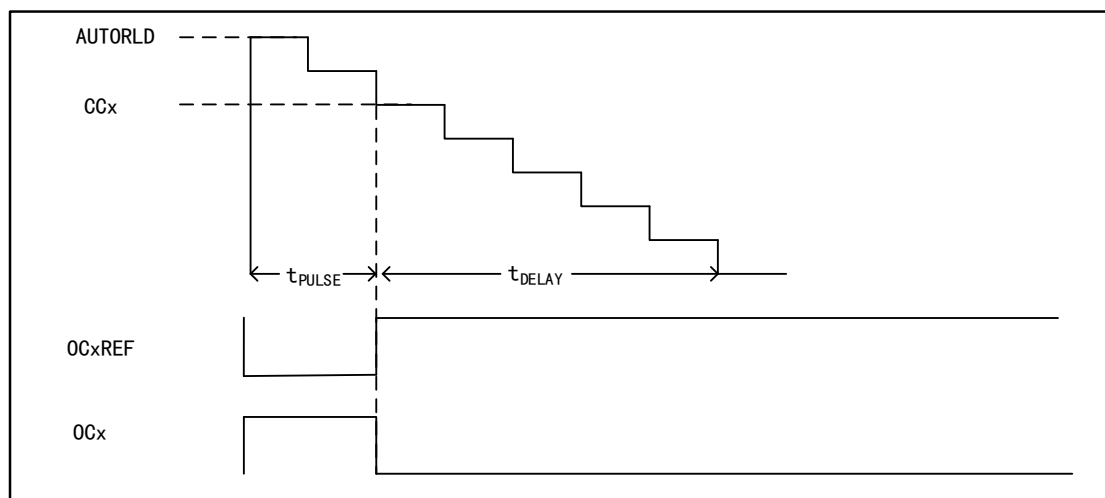 AUTORLD
CCx
tPULSE
tDELAY
OCxREF
OCx